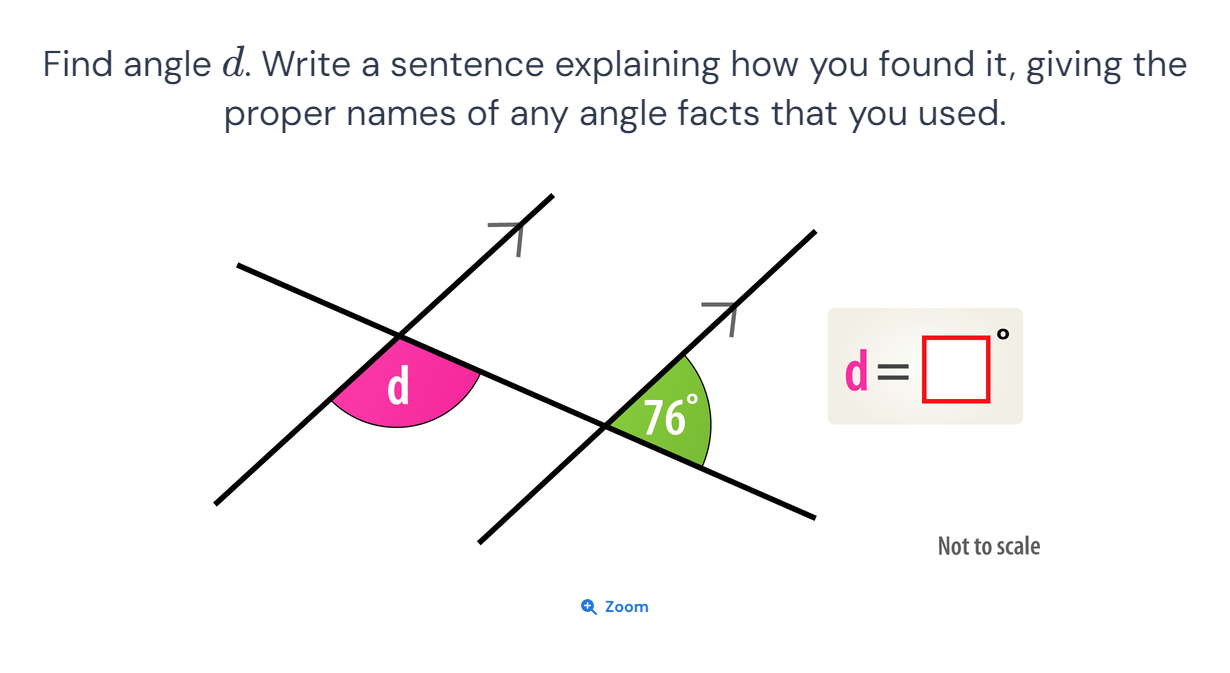 Find angle d. Write a sentence explaining how you found it, giving the
proper names of any angle facts that you used.
d
76°
d = °
Not to scale
Zoom